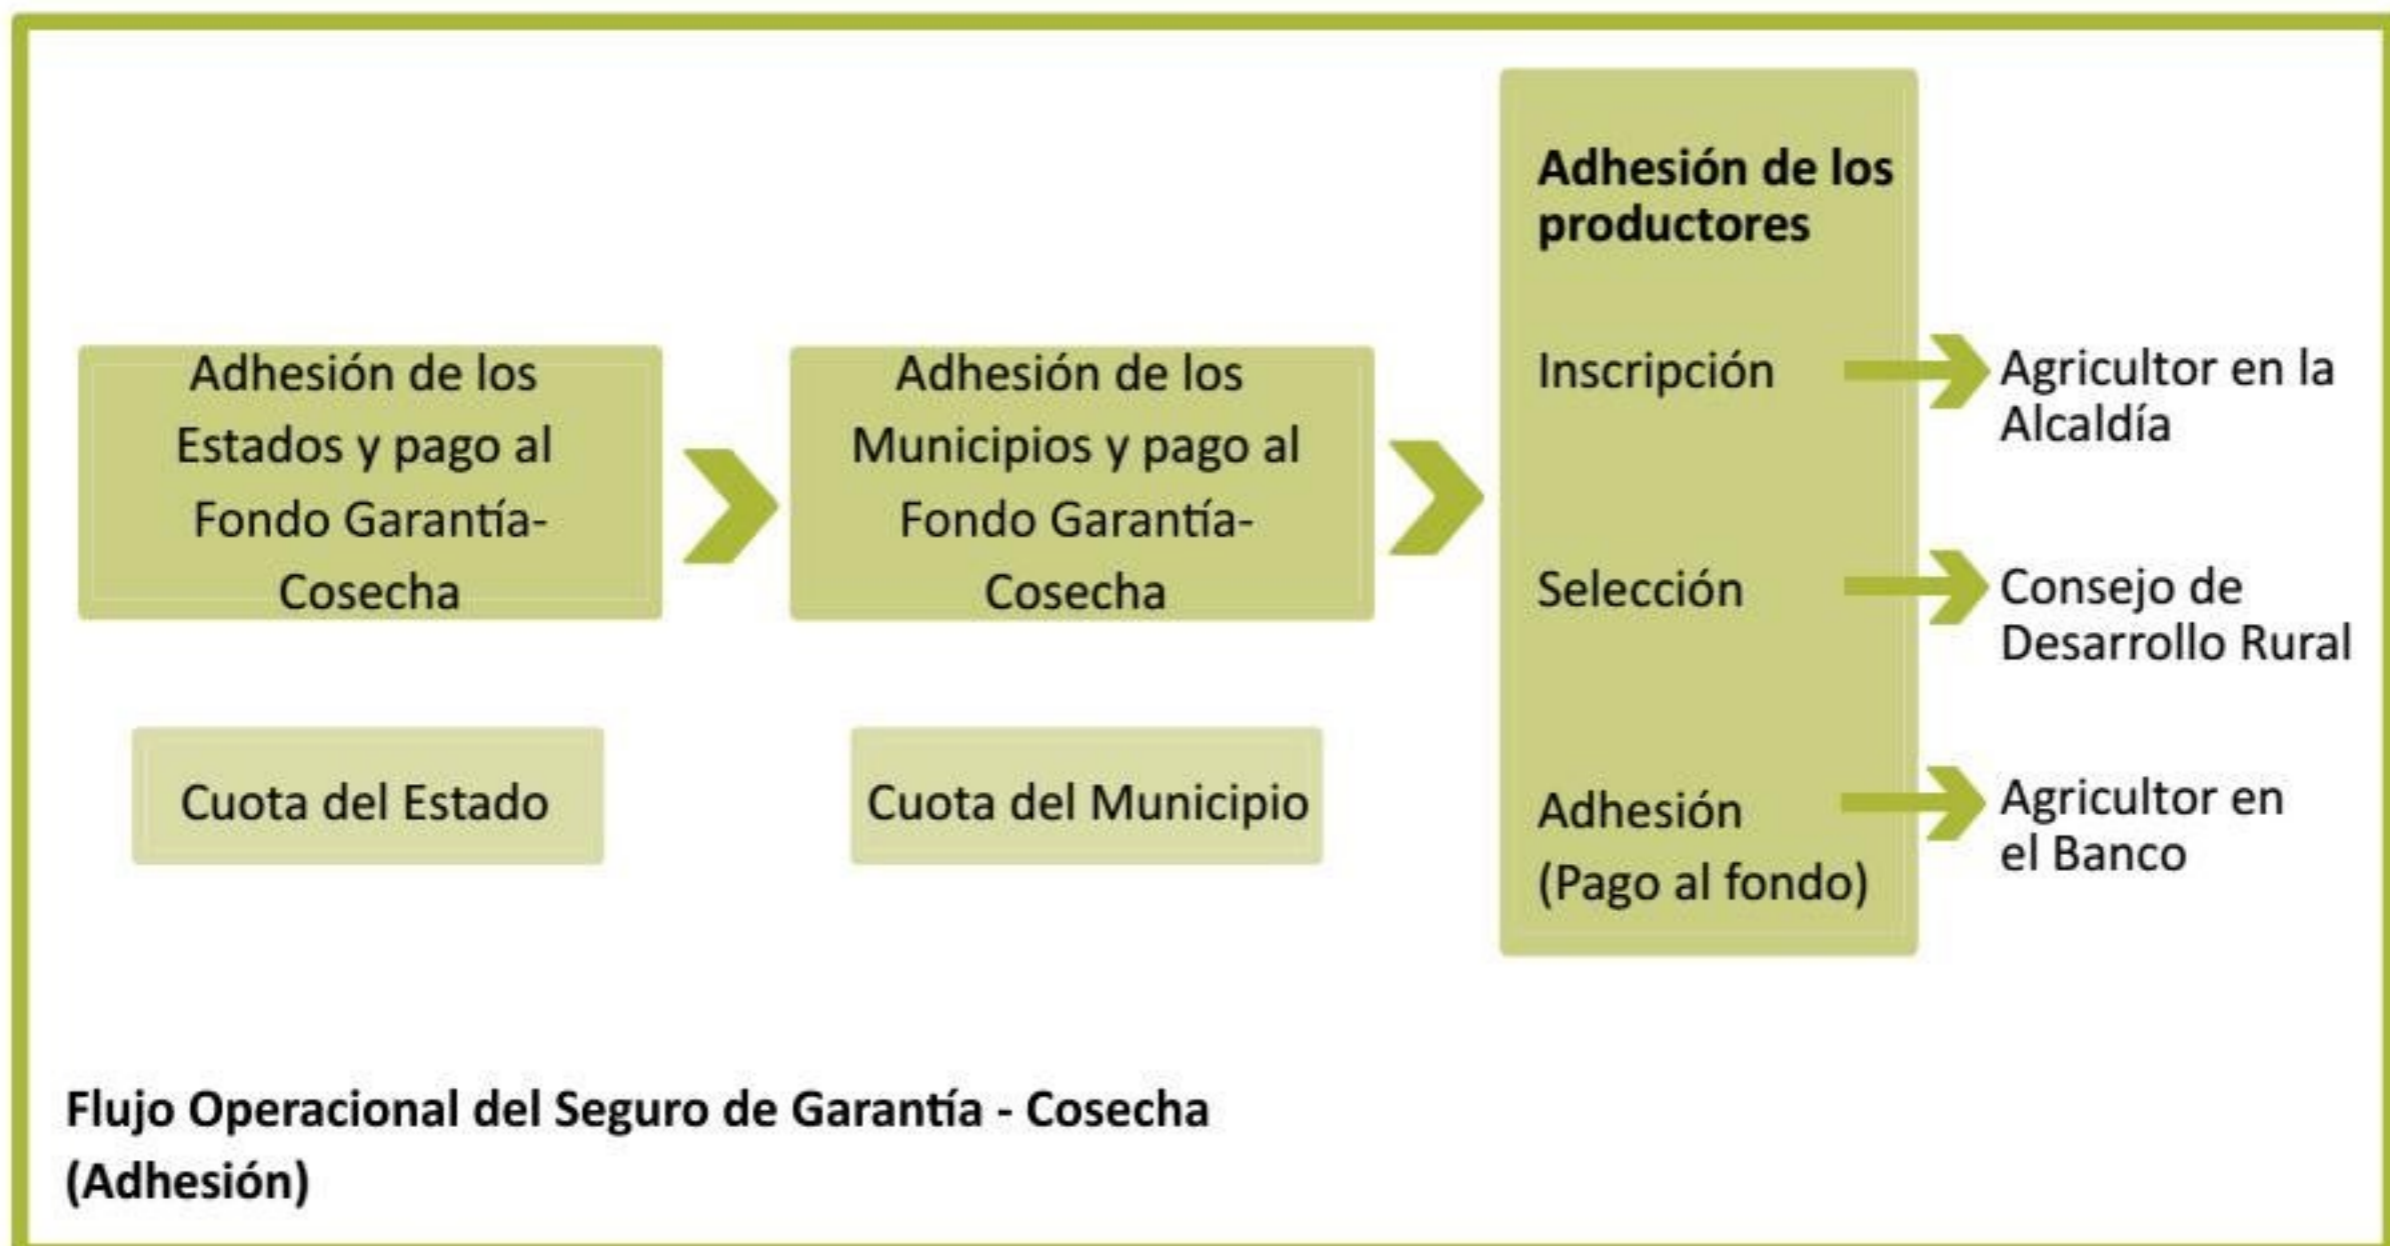 Adhesión de los
Estados y pago al
Fondo Garantía-
Cosecha
Cuota del Estado
Adhesión de los
Municipios y pago al
Fondo Garantía-
Cosecha
Cuota del Municipio
Adhesión de los
productores
Inscripción
Agricultor en la
Alcaldía
Selección
Consejo de
Desarrollo Rural
Adhesión
(Pago al fondo)
Agricultor en
el Banco
Flujo Operacional del Seguro de Garantía - Cosecha
(Adhesión)